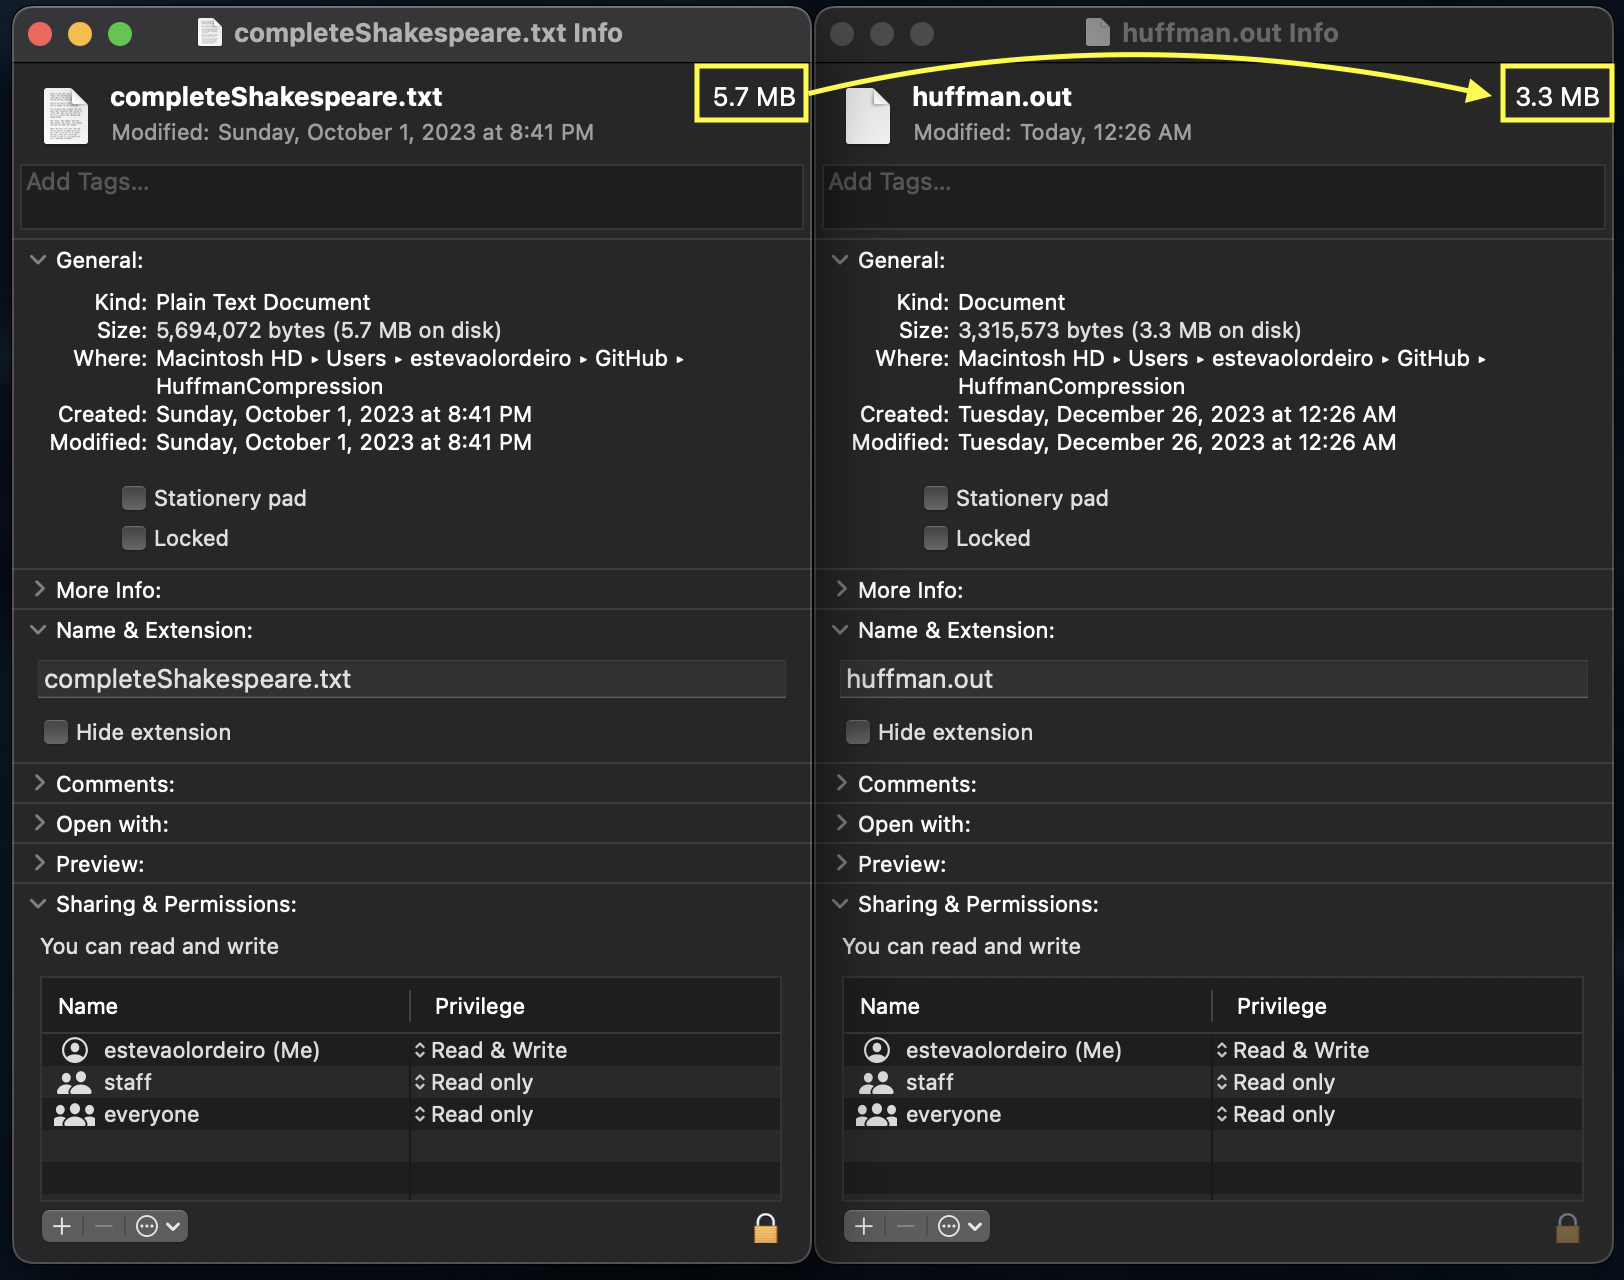 completeShakespeare.txt Info
completeShakespeare.txt
5.7 MB
Modified: Sunday, October 1, 2023 at 8:41 PM
Add Tags...
General:
Kind: Plain Text Document
Size: 5,694,072 bytes (5.7 MB on disk)
Where: Macintosh HD ▸ Users ▸ estevaolordeiro ▸ GitHub ▸
HuffmanCompression
Created: Sunday, October 1, 2023 at 8:41 PM
Modified: Sunday, October 1, 2023 at 8:41 PM
Stationery pad
Locked
More Info:
Name & Extension:
completeShakespeare.txt
Hide extension
Comments:
Open with:
Preview:
Sharing & Permissions:
You can read and write
Name Privilege
estevaolordeiro (Me) Read & Write
staff Read only
everyone Read only
huffman.out Info
huffman.out
3.3 MB
Modified: Today, 12:26 AM
Add Tags...
General:
Kind: Document
Size: 3,315,573 bytes (3.3 MB on disk)
Where: Macintosh HD ▸ Users ▸ estevaolordeiro ▸ GitHub ▸
HuffmanCompression
Created: Tuesday, December 26, 2023 at 12:26 AM
Modified: Tuesday, December 26, 2023 at 12:26 AM
Stationery pad
Locked
More Info:
Name & Extension:
huffman.out
Hide extension
Comments:
Open with:
Preview:
Sharing & Permissions:
You can read and write
Name Privilege
estevaolordeiro (Me) Read & Write
staff Read only
everyone Read only